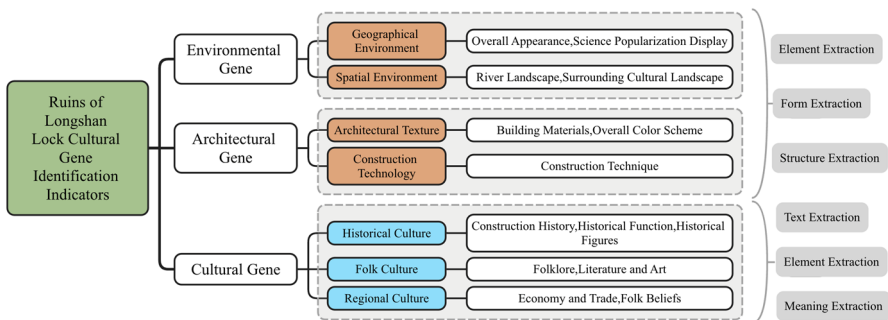 Ruins of
Longshan
Lock Cultural
Gene
Identification
Indicators
Environmental
Gene
Geographical
Environment
Overall Appearance,Science Popularization Display
Spatial Environment
River Landscape,Surrounding Cultural Landscape
Architectural
Gene
Architectural Texture
Building Materials,Overall Color Scheme
Construction
Technology
Construction Technique
Cultural Gene
Historical Culture
Construction History,Historical Function,Historical
Figures
Folk Culture
Folklore,Literature and Art
Regional Culture
Economy and Trade,Folk Beliefs
Element Extraction
Form Extraction
Structure Extraction
Text Extraction
Element Extraction
Meaning Extraction